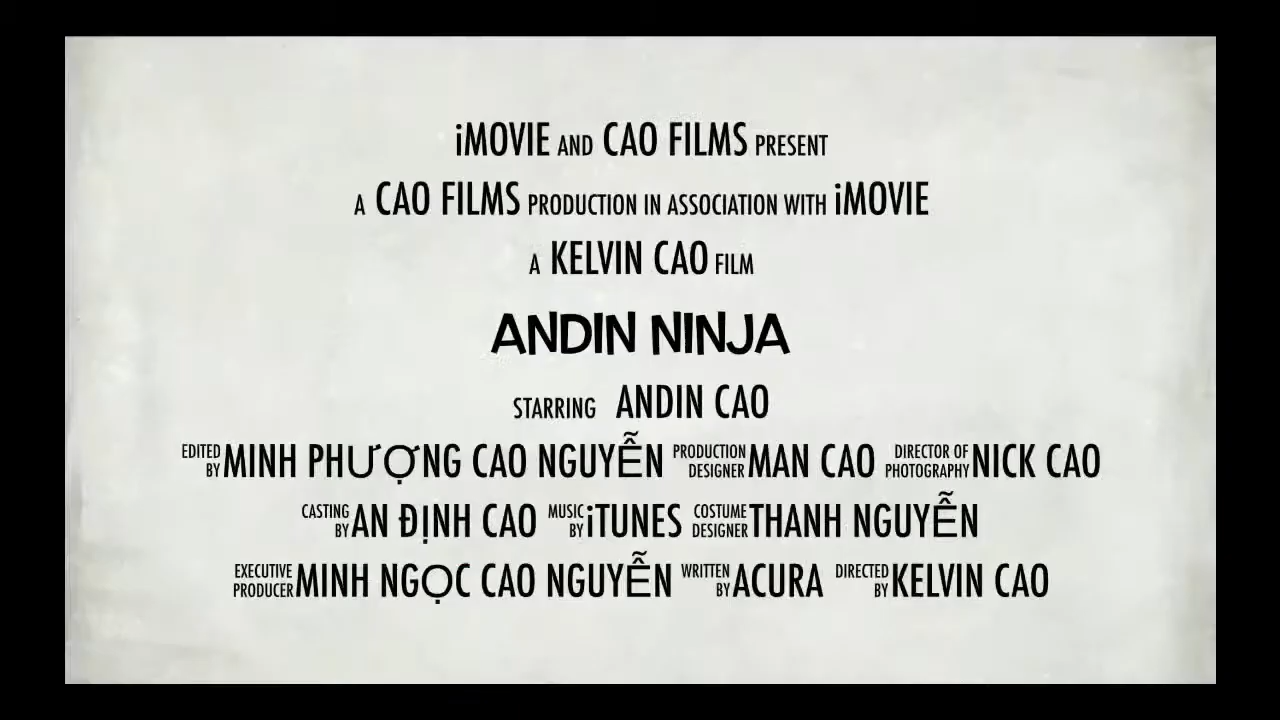 iMOVIE AND CAO FILMS PRESENT
A CAO FILMS PRODUCTION IN ASSOCIATION WITH iMOVIE
A KELVIN CAO FILM
ANDIN NINJA
STARRING ANDIN CAO
EDITED BY MINH PHƯỢNG CAO NGUYỄN PRODUCTION DESIGNER MAN CAO DIRECTOR OF PHOTOGRAPHY NICK CAO
CASTING BY AN ĐỊNH CAO MUSIC BY iTUNES COSTUME DESIGNER THANH NGUYỄN
EXECUTIVE PRODUCER MINH NGỌC CAO NGUYỄN WRITTEN BY ACURA DIRECTED BY KELVIN CAO